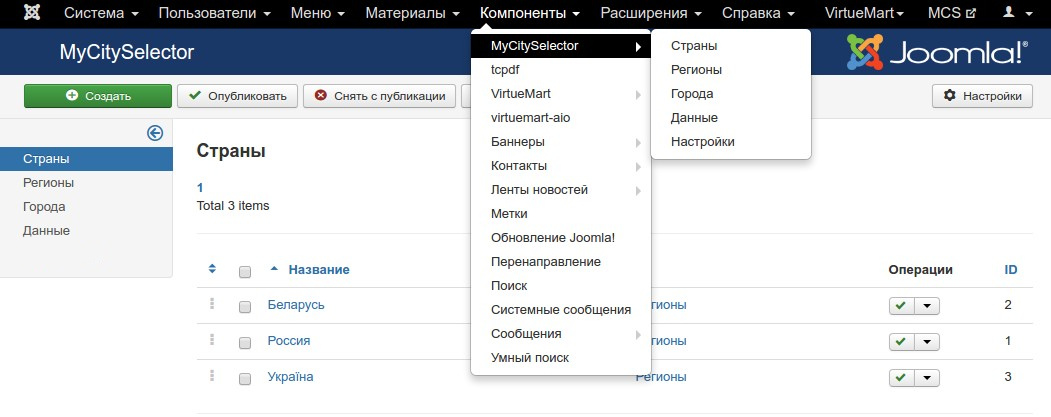 Система Пользователи Меню Материалы Компоненты Расширения Справка VirtueMart MCS
MyCitySelector
Joomla!®
Создать Опубликовать Снять с публикации Настройки
MyCitySelector
tcpdf
VirtueMart
virtuemart-aio
Баннеры
Контакты
Ленты новостей
Метки
Обновление Joomla!
Перенаправление
Поиск
Системные сообщения
Сообщения
Умный поиск
Страны
Регионы
Города
Данные
Настройки
Страны
Регионы
Города
Данные
Страны
1
Total 3 items
Название Операции ID
Беларусь 2
Россия 1
Україна Регионы 3